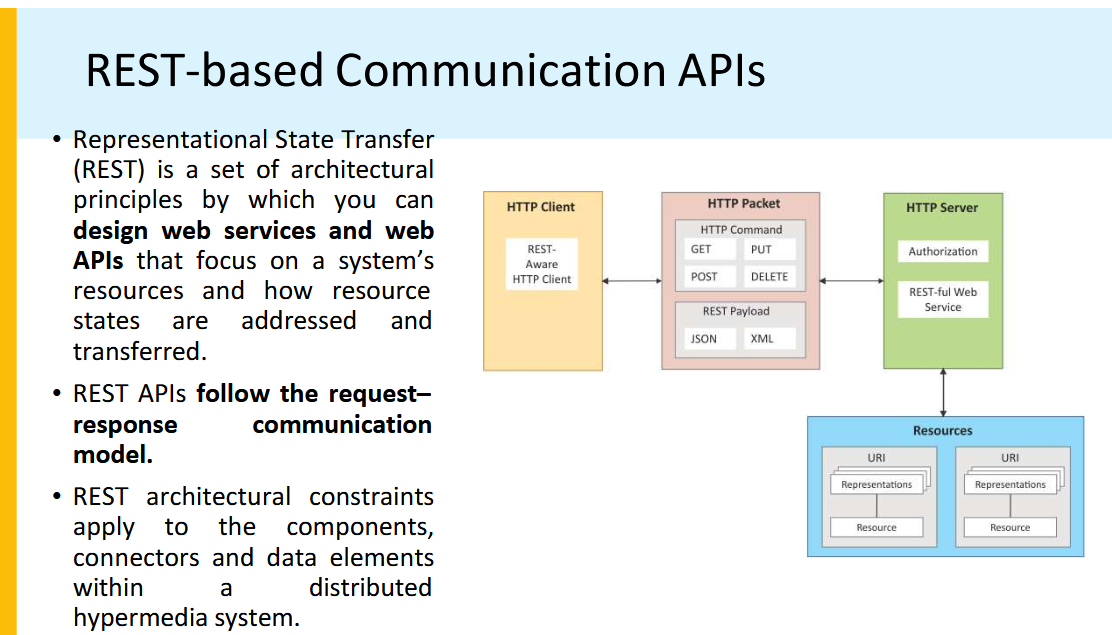 REST-based Communication APIs
• Representational State Transfer
(REST) is a set of architectural
principles by which you can
design web services and web
APIs that focus on a system's
resources and how resource
states are addressed and
transferred.
• REST APIs follow the request–
response communication
model.
• REST architectural constraints
apply to the components,
connectors and data elements
within a distributed
hypermedia system.
HTTP Client
REST-
Aware
HTTP Client
HTTP Packet
HTTP Command
GET PUT
POST DELETE
REST Payload
JSON XML
HTTP Server
Authorization
REST-ful Web
Service
Resources
URI
Representations
Resource
URI
Representations
Resource